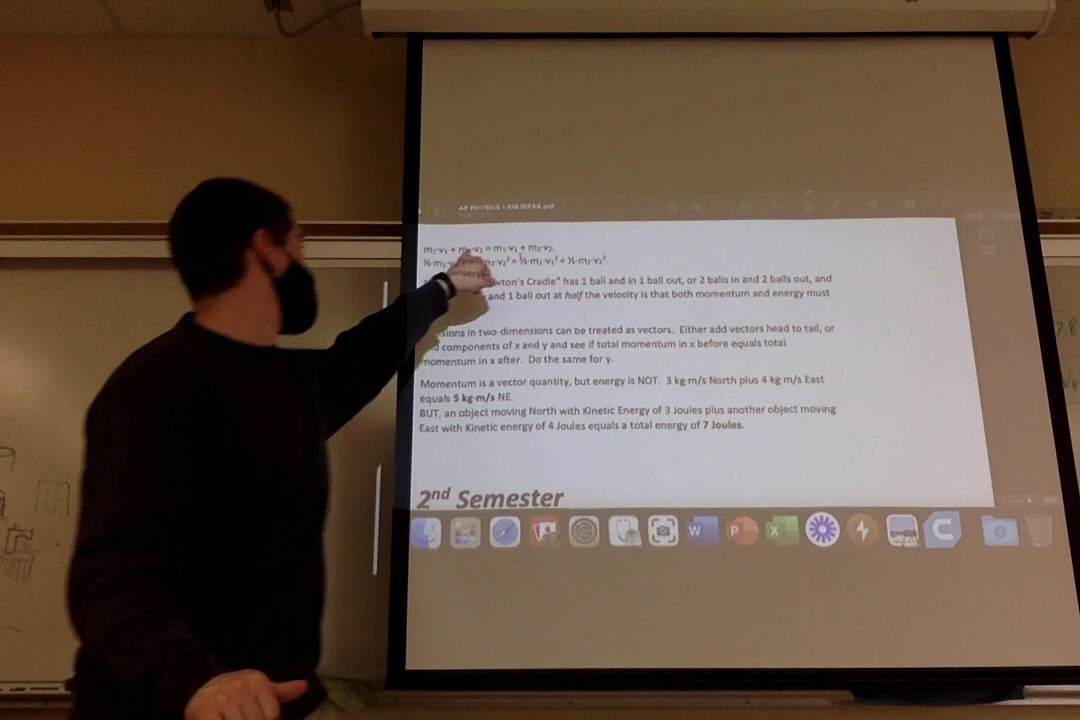 AP PHYSICS 1 BIG IDEAS.pdf
m₁·v₁ + m₂·v₂ = m₁·v₁ + m₂·v₂.
½·m₁·v₁² m₂·v₂² = ½·m₁·v₁² + ½·m₂·v₂².
Cradle" has 1 ball and in 1 ball out, or 2 balls in and 2 balls out, and
and 1 ball out at half the velocity is that both momentum and energy must
in two-dimensions can be treated as vectors. Either add vectors head to tail, or
components of x and y and see if total momentum in x before equals total
momentum in x after. Do the same for y.
Momentum is a vector quantity, but energy is NOT. 3 kg·m/s North plus 4 kg·m/s East
equals 5 kg·m/s NE.
BUT, an object moving North with Kinetic Energy of 3 Joules plus another object moving
East with Kinetic energy of 4 Joules equals a total energy of 7 Joules.
2nd Semester
W P X